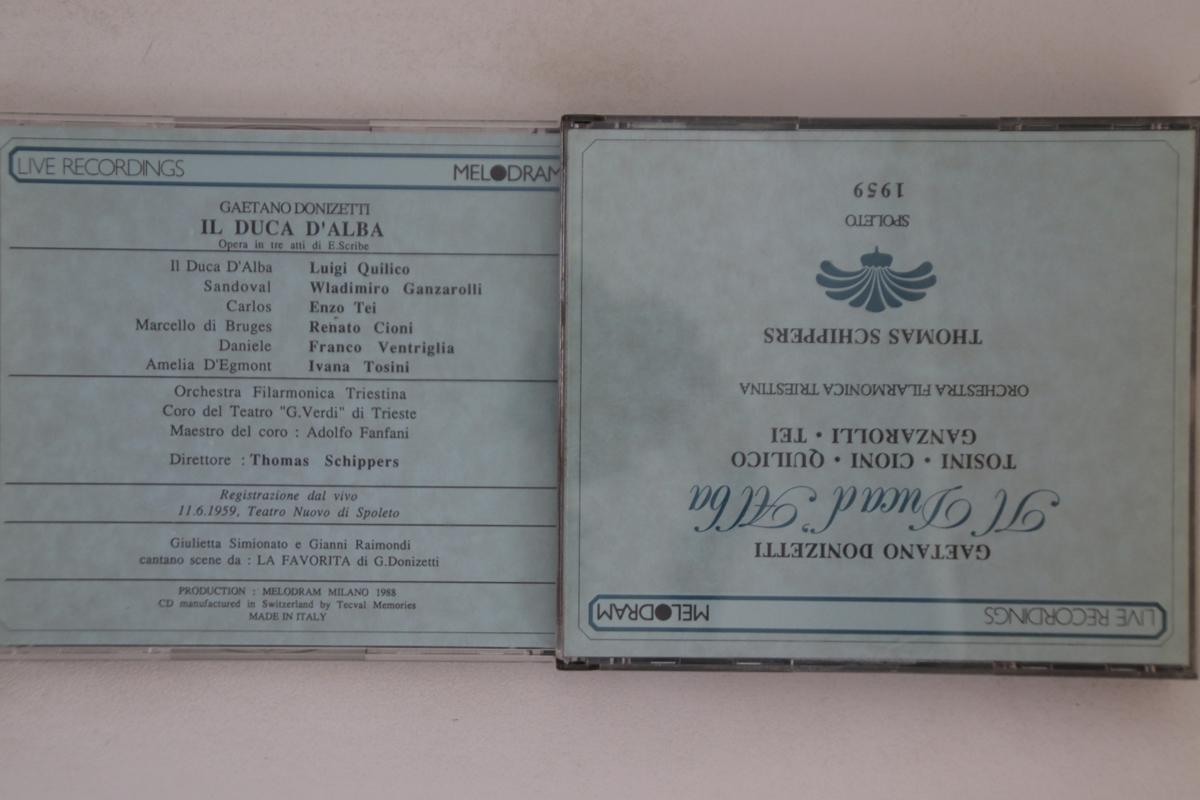 LIVE RECORDINGS MELODRAM
GAETANO DONIZETTI
IL DUCA D'ALBA
Opera in tre atti di E.Scribe
Il Duca D'Alba Luigi Quilico
Sandoval Wladimiro Ganzarolli
Carlos Enzo Tei
Marcello di Bruges Renato Cioni
Daniele Franco Ventriglia
Amelia D'Egmont Ivana Tosini
Orchestra Filarmonica Triestina
Coro del Teatro "G.Verdi" di Trieste
Maestro del coro : Adolfo Fanfani
Direttore : Thomas Schippers
Registrazione dal vivo
11.6.1959, Teatro Nuovo di Spoleto
Giulietta Simionato e Gianni Raimondi
cantano scene da : LA FAVORITA di G.Donizetti
PRODUCTION : MELODRAM MILANO 1988
CD manufactured in Switzerland by Tecval Memories
MADE IN ITALY
LIVE RECORDINGS MELODRAM
GAETANO DONIZETTI
Il Duca d'Alba
TOSINI • CIONI • QUILICO
GANZAROLLI • TEI
ORCHESTRA FILARMONICA TRIESTINA
THOMAS SCHIPPERS
SPOLETO
1959